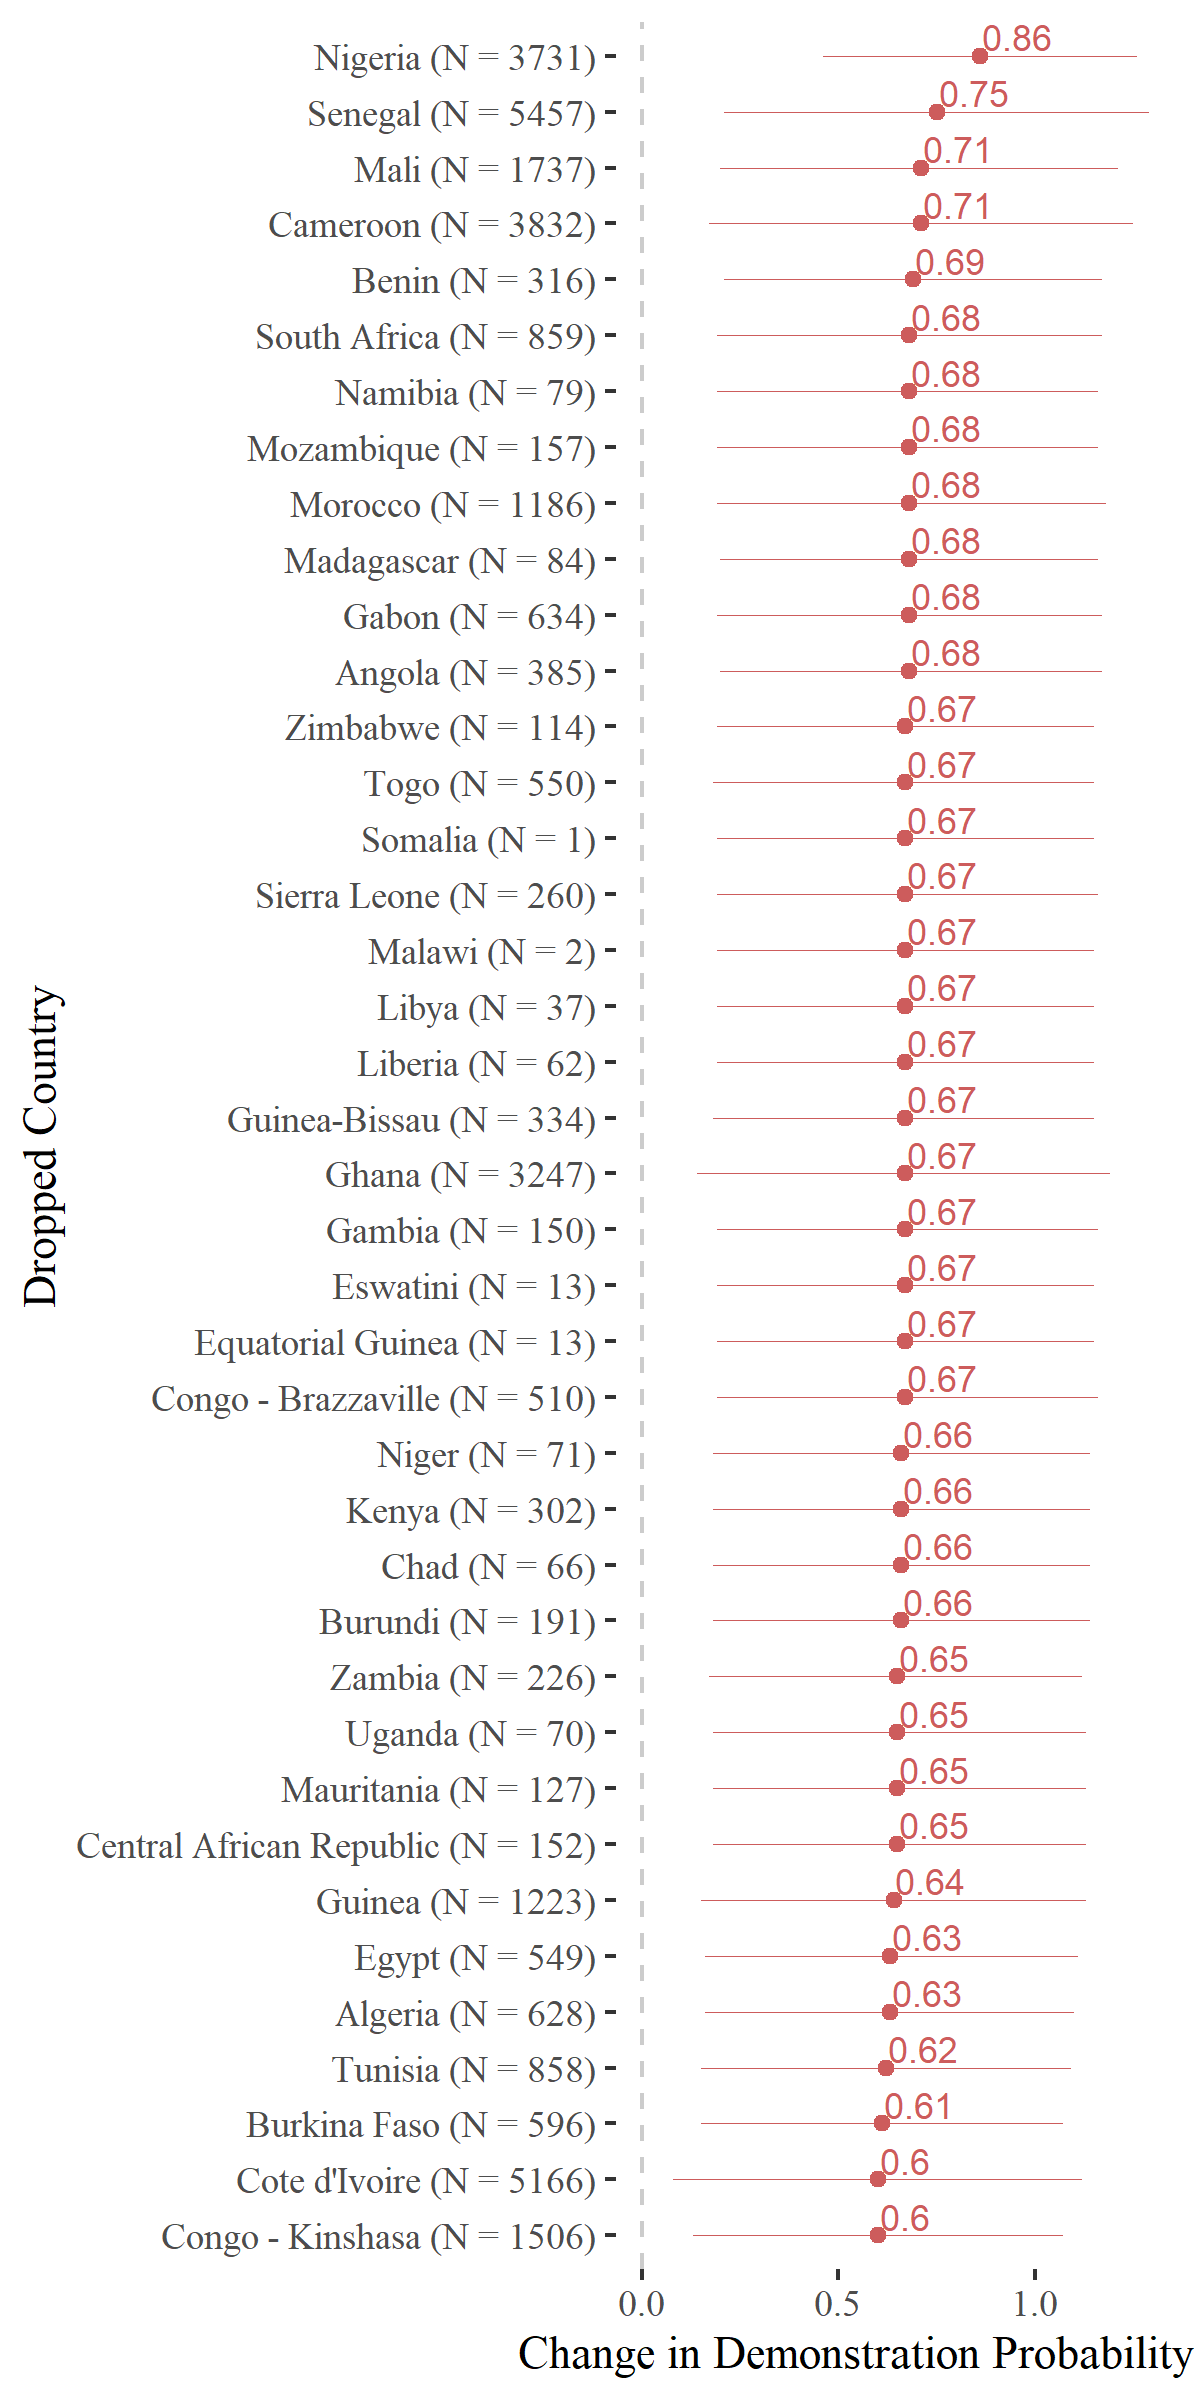 Nigeria (N = 3731) 0.86
Senegal (N = 5457) 0.75
Mali (N = 1737) 0.71
Cameroon (N = 3832) 0.71
Benin (N = 316) 0.69
South Africa (N = 859) 0.68
Namibia (N = 79) 0.68
Mozambique (N = 157) 0.68
Morocco (N = 1186) 0.68
Madagascar (N = 84) 0.68
Gabon (N = 634) 0.68
Angola (N = 385) 0.68
Zimbabwe (N = 114) 0.67
Togo (N = 550) 0.67
Somalia (N = 1) 0.67
Sierra Leone (N = 260) 0.67
Malawi (N = 2) 0.67
Libya (N = 37) 0.67
Liberia (N = 62) 0.67
Guinea-Bissau (N = 334) 0.67
Ghana (N = 3247) 0.67
Gambia (N = 150) 0.67
Eswatini (N = 13) 0.67
Equatorial Guinea (N = 13) 0.67
Congo - Brazzaville (N = 510) 0.67
Niger (N = 71) 0.66
Kenya (N = 302) 0.66
Chad (N = 66) 0.66
Burundi (N = 191) 0.66
Zambia (N = 226) 0.65
Uganda (N = 70) 0.65
Mauritania (N = 127) 0.65
Central African Republic (N = 152) 0.65
Guinea (N = 1223) 0.64
Egypt (N = 549) 0.63
Algeria (N = 628) 0.63
Tunisia (N = 858) 0.62
Burkina Faso (N = 596) 0.61
Cote d'Ivoire (N = 5166) 0.6
Congo - Kinshasa (N = 1506) 0.6
Dropped Country
0.0 0.5 1.0
Change in Demonstration Probability